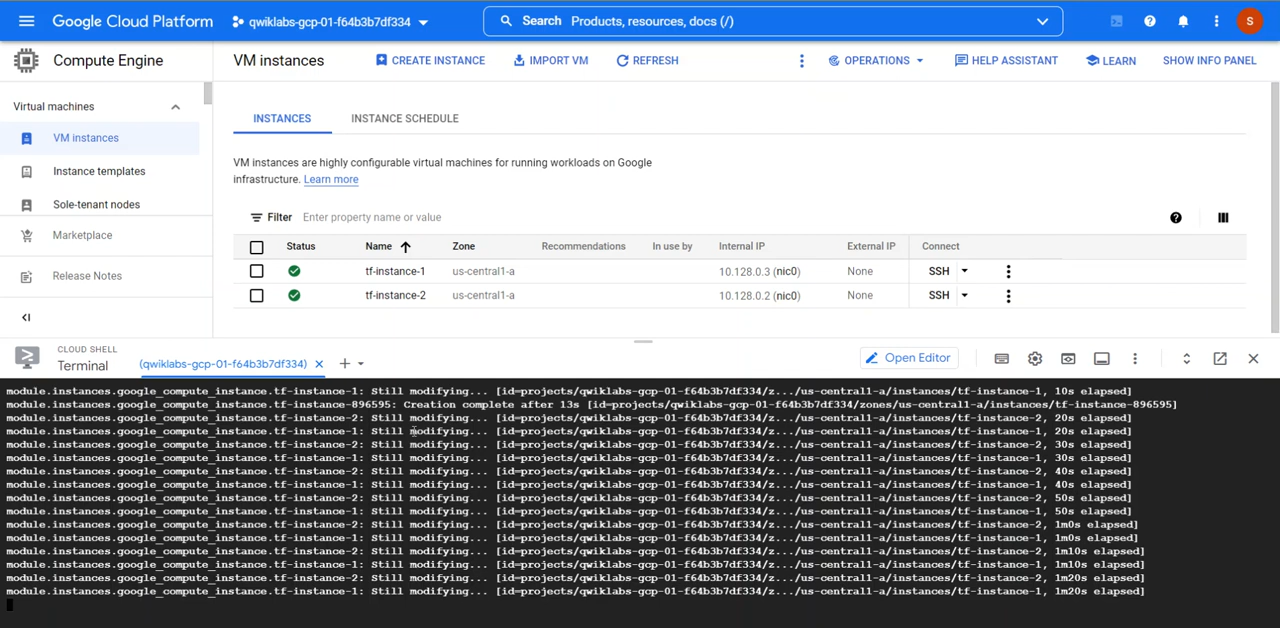 Google Cloud Platform qwiklabs-gcp-01-f64b3b7df334 Search Products, resources, docs (/) S
Compute Engine VM instances CREATE INSTANCE IMPORT VM REFRESH OPERATIONS HELP ASSISTANT LEARN SHOW INFO PANEL
Virtual machines
VM instances
Instance templates
Sole-tenant nodes
Marketplace
Release Notes
INSTANCES INSTANCE SCHEDULE
VM instances are highly configurable virtual machines for running workloads on Google
infrastructure. Learn more
Filter Enter property name or value
Status Name Zone Recommendations In use by Internal IP External IP Connect
tf-instance-1 us-central1-a 10.128.0.3 (nic0) None SSH
tf-instance-2 us-central1-a 10.128.0.2 (nic0) None SSH
CLOUD SHELL
Terminal (qwiklabs-gcp-01-f64b3b7df334) Open Editor
module.instances.google_compute_instance.tf-instance-1: Still modifying... [id=projects/qwiklabs-gcp-01-f64b3b7df334/z.../us-central1-a/instances/tf-instance-1, 10s elapsed]
module.instances.google_compute_instance.tf-instance-896595: Creation complete after 13s [id=projects/qwiklabs-gcp-01-f64b3b7df334/zones/us-central1-a/instances/tf-instance-896595]
module.instances.google_compute_instance.tf-instance-2: Still modifying... [id=projects/qwiklabs-gcp-01-f64b3b7df334/z.../us-central1-a/instances/tf-instance-2, 20s elapsed]
module.instances.google_compute_instance.tf-instance-1: Still modifying... [id=projects/qwiklabs-gcp-01-f64b3b7df334/z.../us-central1-a/instances/tf-instance-1, 20s elapsed]
module.instances.google_compute_instance.tf-instance-2: Still modifying... [id=projects/qwiklabs-gcp-01-f64b3b7df334/z.../us-central1-a/instances/tf-instance-2, 30s elapsed]
module.instances.google_compute_instance.tf-instance-1: Still modifying... [id=projects/qwiklabs-gcp-01-f64b3b7df334/z.../us-central1-a/instances/tf-instance-1, 30s elapsed]
module.instances.google_compute_instance.tf-instance-2: Still modifying... [id=projects/qwiklabs-gcp-01-f64b3b7df334/z.../us-central1-a/instances/tf-instance-2, 40s elapsed]
module.instances.google_compute_instance.tf-instance-1: Still modifying... [id=projects/qwiklabs-gcp-01-f64b3b7df334/z.../us-central1-a/instances/tf-instance-1, 40s elapsed]
module.instances.google_compute_instance.tf-instance-2: Still modifying... [id=projects/qwiklabs-gcp-01-f64b3b7df334/z.../us-central1-a/instances/tf-instance-2, 50s elapsed]
module.instances.google_compute_instance.tf-instance-1: Still modifying... [id=projects/qwiklabs-gcp-01-f64b3b7df334/z.../us-central1-a/instances/tf-instance-1, 50s elapsed]
module.instances.google_compute_instance.tf-instance-2: Still modifying... [id=projects/qwiklabs-gcp-01-f64b3b7df334/z.../us-central1-a/instances/tf-instance-2, 1m0s elapsed]
module.instances.google_compute_instance.tf-instance-1: Still modifying... [id=projects/qwiklabs-gcp-01-f64b3b7df334/z.../us-central1-a/instances/tf-instance-1, 1m0s elapsed]
module.instances.google_compute_instance.tf-instance-2: Still modifying... [id=projects/qwiklabs-gcp-01-f64b3b7df334/z.../us-central1-a/instances/tf-instance-2, 1m10s elapsed]
module.instances.google_compute_instance.tf-instance-1: Still modifying... [id=projects/qwiklabs-gcp-01-f64b3b7df334/z.../us-central1-a/instances/tf-instance-1, 1m10s elapsed]
module.instances.google_compute_instance.tf-instance-2: Still modifying... [id=projects/qwiklabs-gcp-01-f64b3b7df334/z.../us-central1-a/instances/tf-instance-2, 1m20s elapsed]
module.instances.google_compute_instance.tf-instance-1: Still modifying... [id=projects/qwiklabs-gcp-01-f64b3b7df334/z.../us-central1-a/instances/tf-instance-1, 1m20s elapsed]